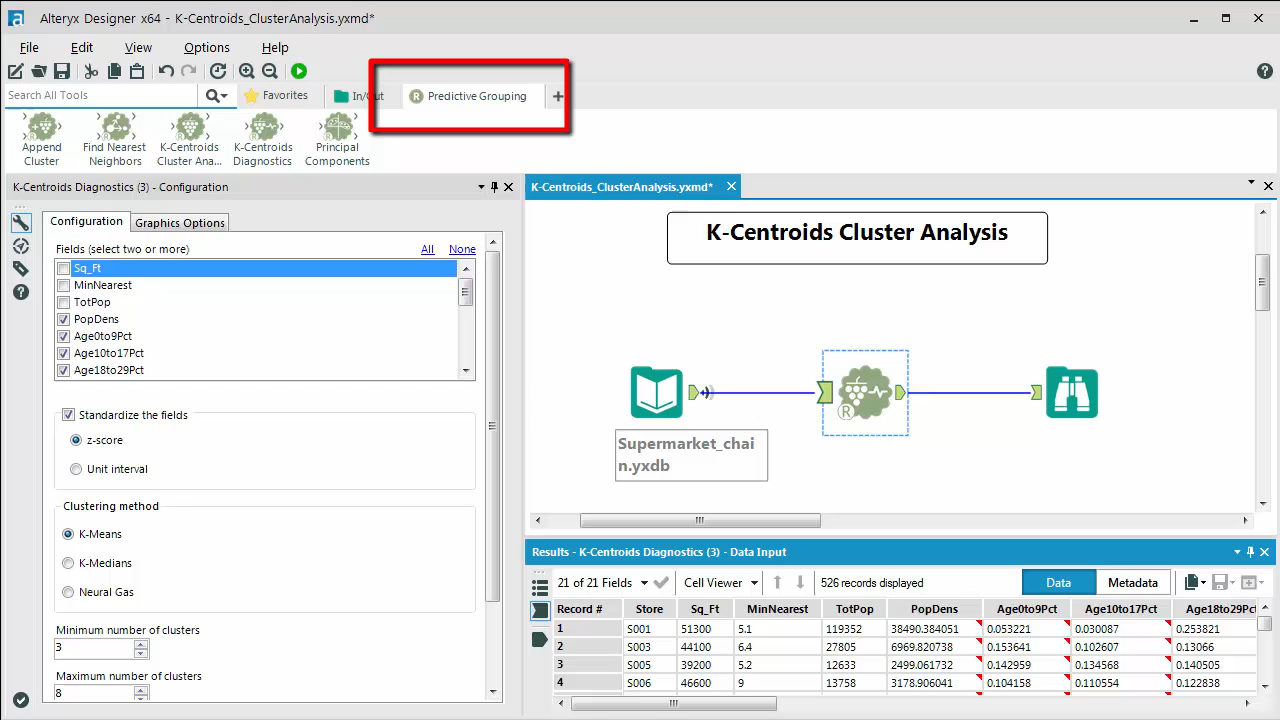 Alteryx Designer x64 - K-Centroids_ClusterAnalysis.yxmd*
File Edit View Options Help
Search All Tools Favorites In/Out Predictive Grouping
Append Cluster
Find Nearest Neighbors
K-Centroids Cluster Ana...
K-Centroids Diagnostics
Principal Components
K-Centroids Diagnostics (3) - Configuration
Configuration Graphics Options
Fields (select two or more) All None
Sq_Ft
MinNearest
TotPop
PopDens
Age0to9Pct
Age10to17Pct
Age18to29Pct
Standardize the fields
z-score
Unit interval
Clustering method
K-Means
K-Medians
Neural Gas
Minimum number of clusters
3
Maximum number of clusters
8
K-Centroids_ClusterAnalysis.yxmd*
K-Centroids Cluster Analysis
R
Supermarket_chai
n.yxdb
Results - K-Centroids Diagnostics (3) - Data Input
21 of 21 Fields Cell Viewer 526 records displayed Data Metadata
Record # Store Sq_Ft MinNearest TotPop PopDens Age0to9Pct Age10to17Pct Age18to29Pct
1 S001 51300 5.1 119352 38490.384051 0.053221 0.030087 0.253821
2 S003 44100 6.4 27805 6969.820738 0.153641 0.102607 0.13066
3 S005 39200 5.2 12633 2499.061732 0.142959 0.134568 0.140505
4 S006 46600 9 13758 3178.906041 0.104158 0.110554 0.122838